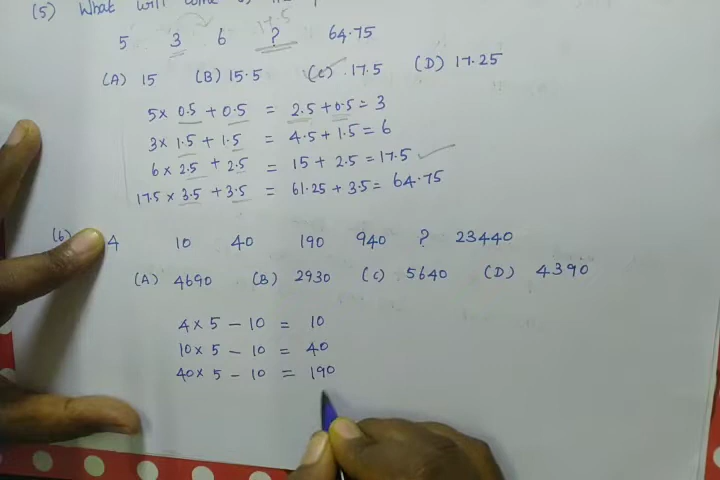 (5) What will come
5 3 6 ? 64.75
17.5
(A) 15 (B) 15.5 (C) 17.5 (D) 17.25
5 × 0.5 + 0.5 = 2.5 + 0.5 = 3
3 × 1.5 + 1.5 = 4.5 + 1.5 = 6
6 × 2.5 + 2.5 = 15 + 2.5 = 17.5
17.5 × 3.5 + 3.5 = 61.25 + 3.5 = 64.75
(6) 4 10 40 190 940 ? 23440
(A) 4690 (B) 2930 (C) 5640 (D) 4390
4 × 5 - 10 = 10
10 × 5 - 10 = 40
40 × 5 - 10 = 190